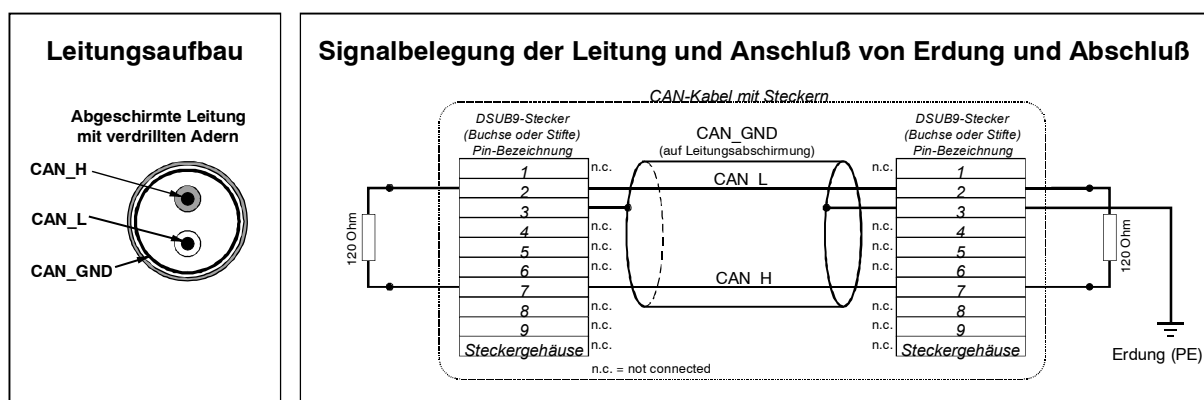 Leitungsaufbau
Abgeschirmte Leitung
mit verdrillten Adern
CAN_H
CAN_L
CAN_GND
Signalbelegung der Leitung und Anschluß von Erdung und Abschluß
CAN-Kabel mit Steckern
DSUB9-Stecker
(Buchse oder Stifte)
Pin-Bezeichnung
1
2
3
4
5
6
7
8
9
Steckergehäuse
120 Ohm
n.c.
n.c.
n.c.
n.c.
n.c.
n.c.
n.c.
n.c. = not connected
CAN_GND
(auf Leitungsabschirmung)
CAN_L
CAN_H
DSUB9-Stecker
(Buchse oder Stifte)
Pin-Bezeichnung
n.c.
n.c.
n.c.
n.c.
n.c.
n.c.
n.c.
1
2
3
4
5
6
7
8
9
Steckergehäuse
120 Ohm
Erdung (PE)